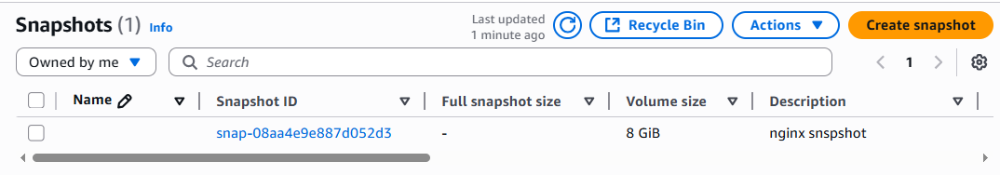 Snapshots (1) Info
Last updated
1 minute ago
Recycle Bin
Actions
Create snapshot
Owned by me
Search
1
Name
Snapshot ID
Full snapshot size
Volume size
Description
snap-08aa4e9e887d052d3
-
8 GiB
nginx snspshot